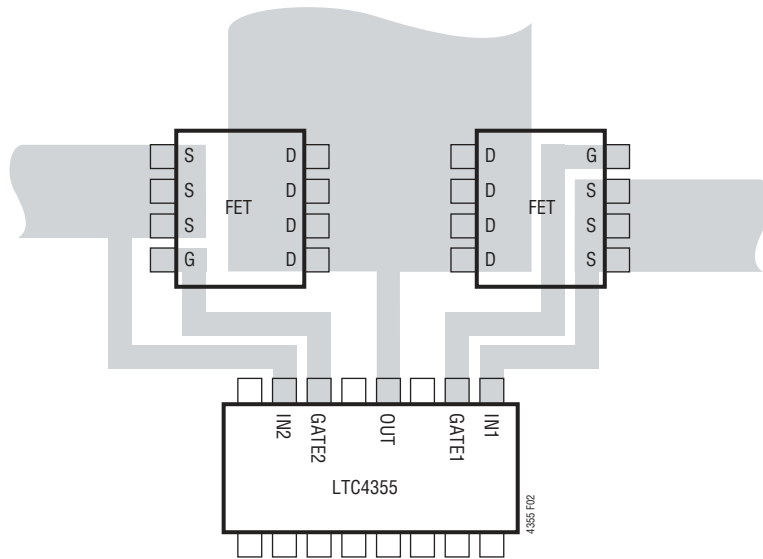 S D
S D
S FET D
G D
D G
D S
D FET S
D S
IN2
GATE2
OUT
GATE1
IN1
LTC4355
4355 F02